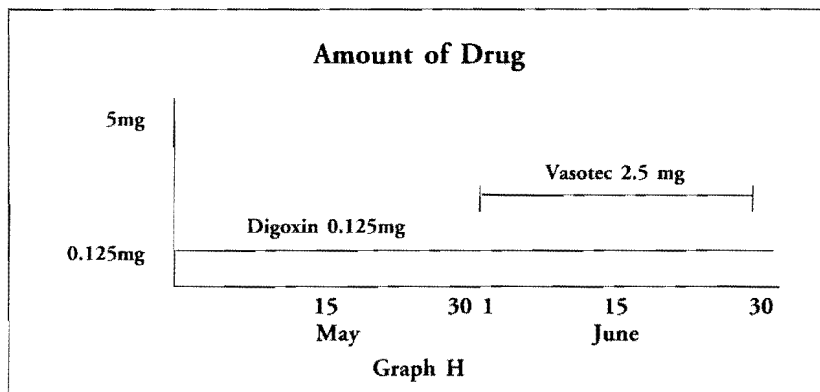 Amount of Drug
5mg
Vasotec 2.5 mg
Digoxin 0.125mg
0.125mg
15 30 1 15 30
May June
Graph H